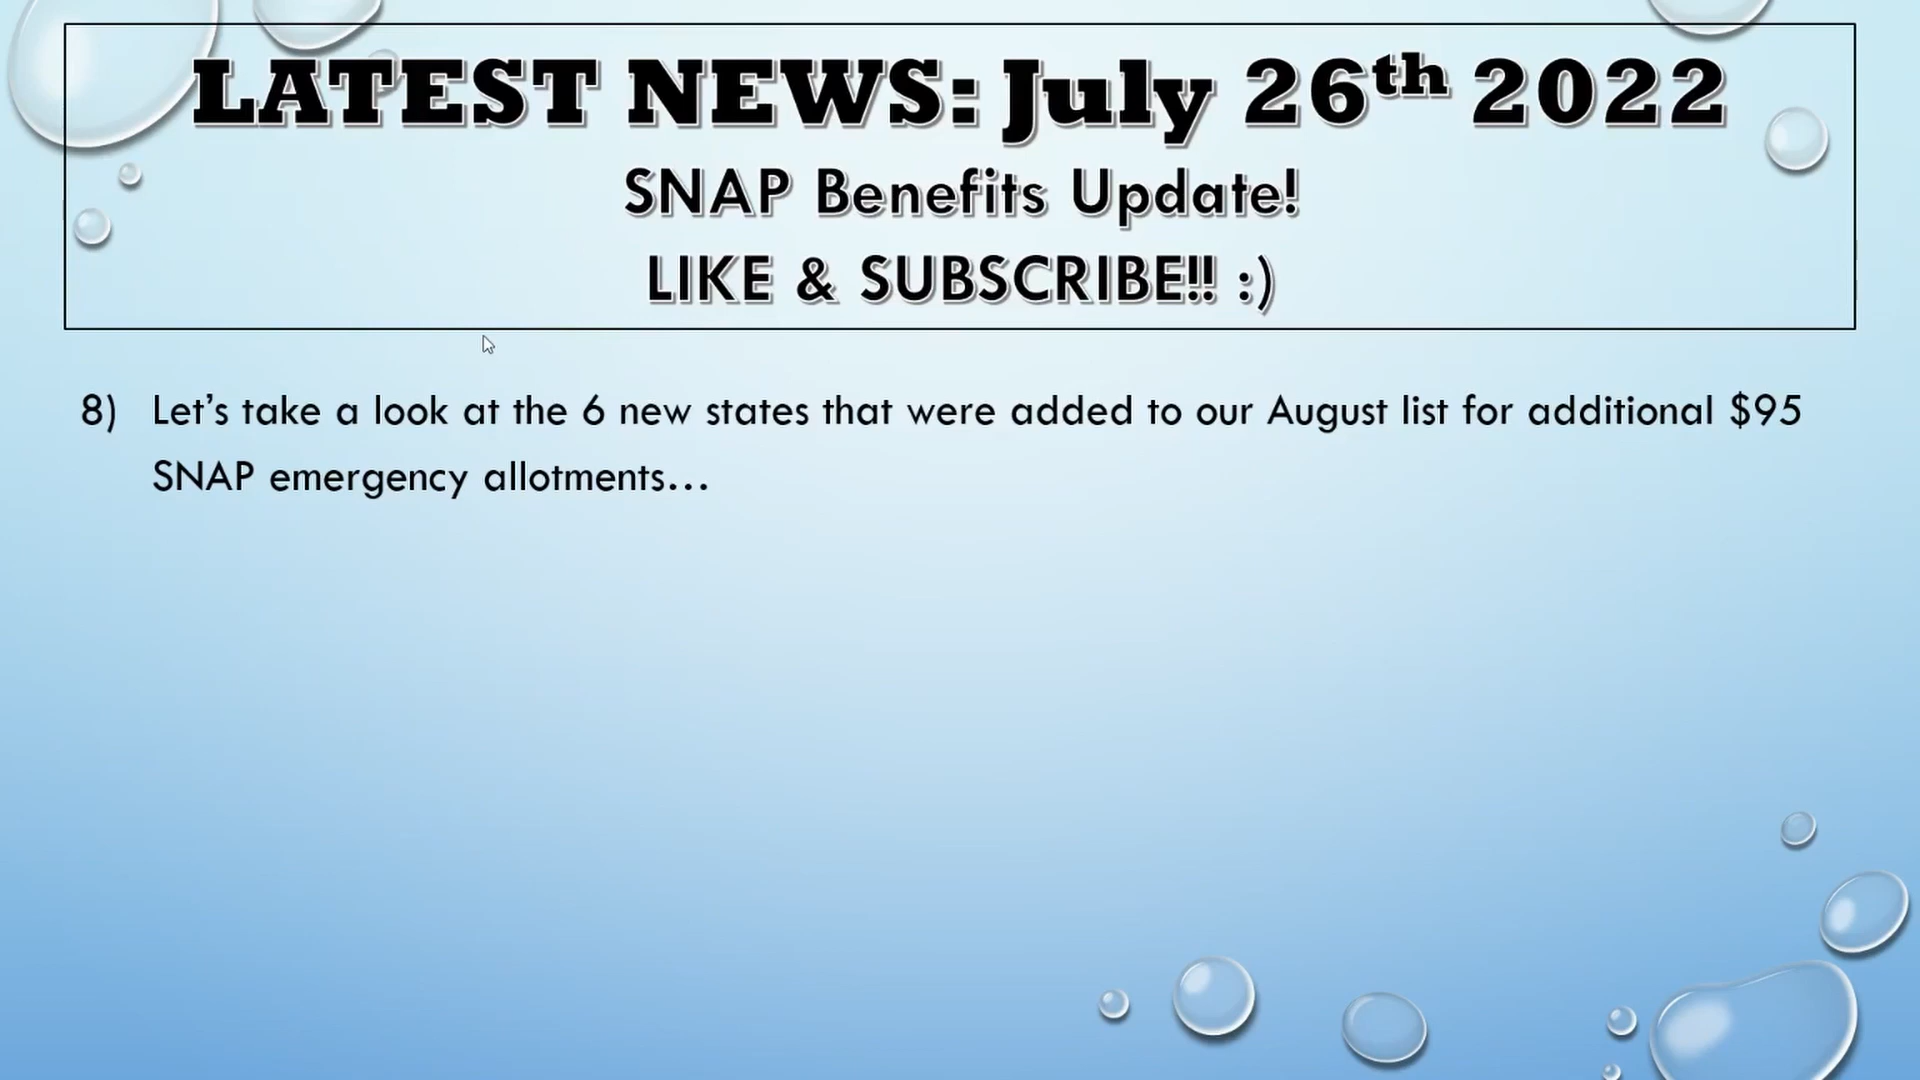 LATEST NEWS: July 26th 2022
SNAP Benefits Update!
LIKE & SUBSCRIBE!! :)
8) Let's take a look at the 6 new states that were added to our August list for additional $95
SNAP emergency allotments...